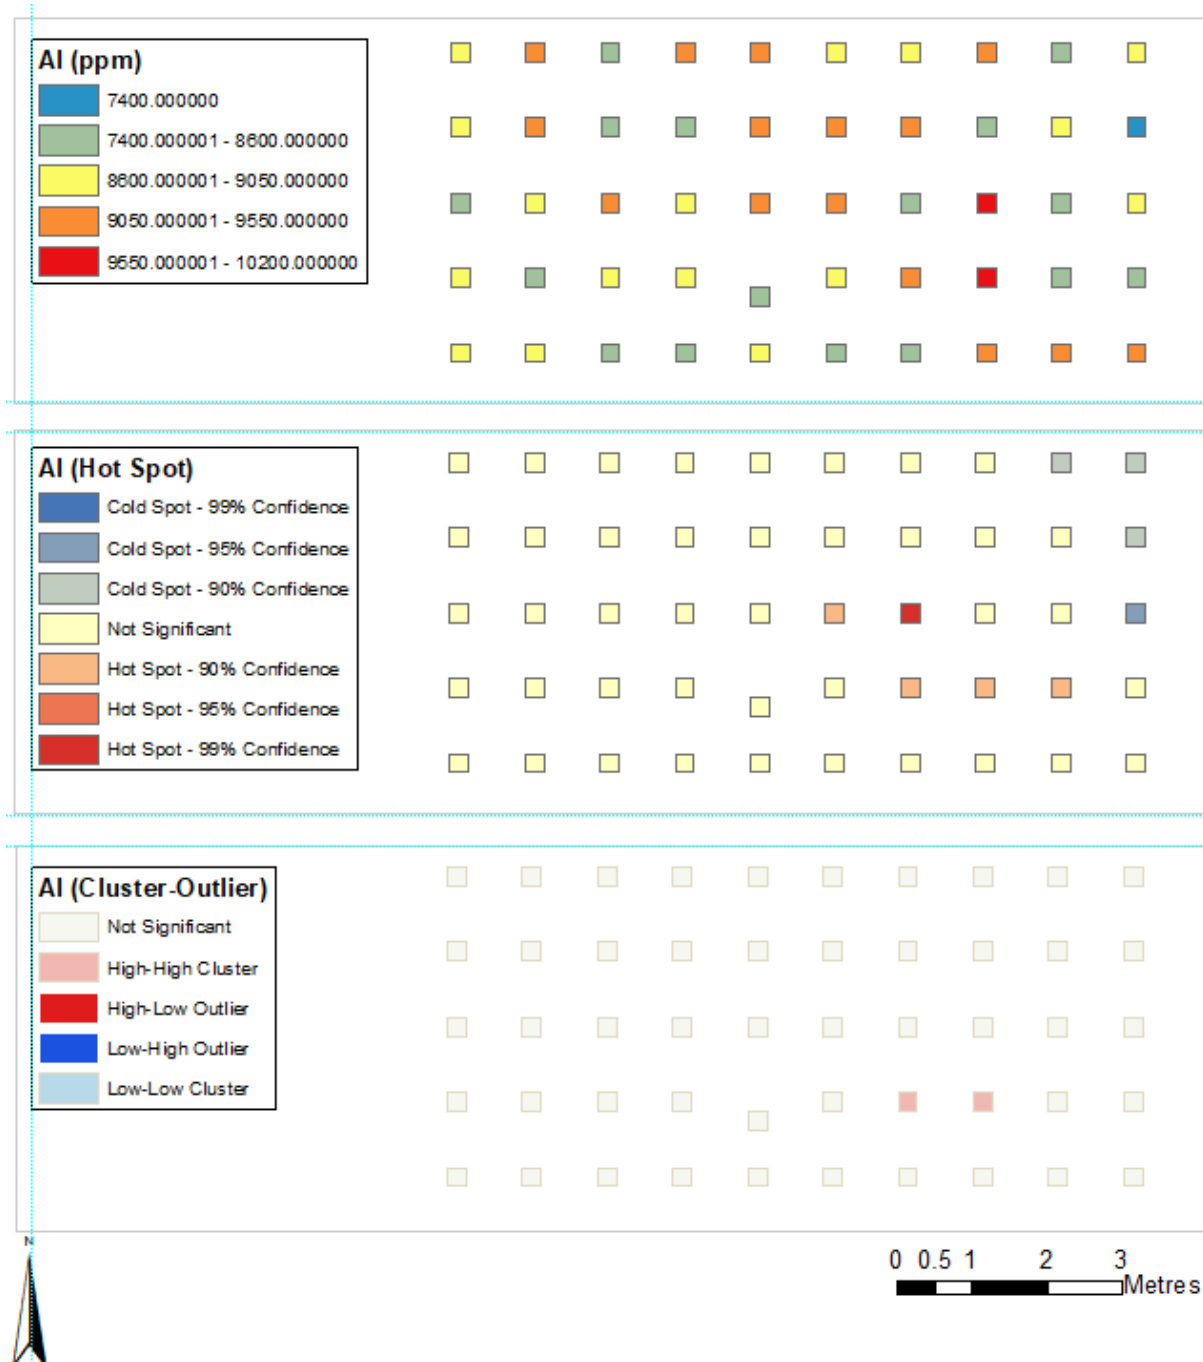 Al (ppm)
7400.000000
7400.000001 - 8600.000000
8600.000001 - 9050.000000
9050.000001 - 9550.000000
9550.000001 - 10200.000000
Al (Hot Spot)
Cold Spot - 99% Confidence
Cold Spot - 95% Confidence
Cold Spot - 90% Confidence
Not Significant
Hot Spot - 90% Confidence
Hot Spot - 95% Confidence
Hot Spot - 99% Confidence
Al (Cluster-Outlier)
Not Significant
High-High Cluster
High-Low Outlier
Low-High Outlier
Low-Low Cluster
N
0 0.5 1 2 3
Metres